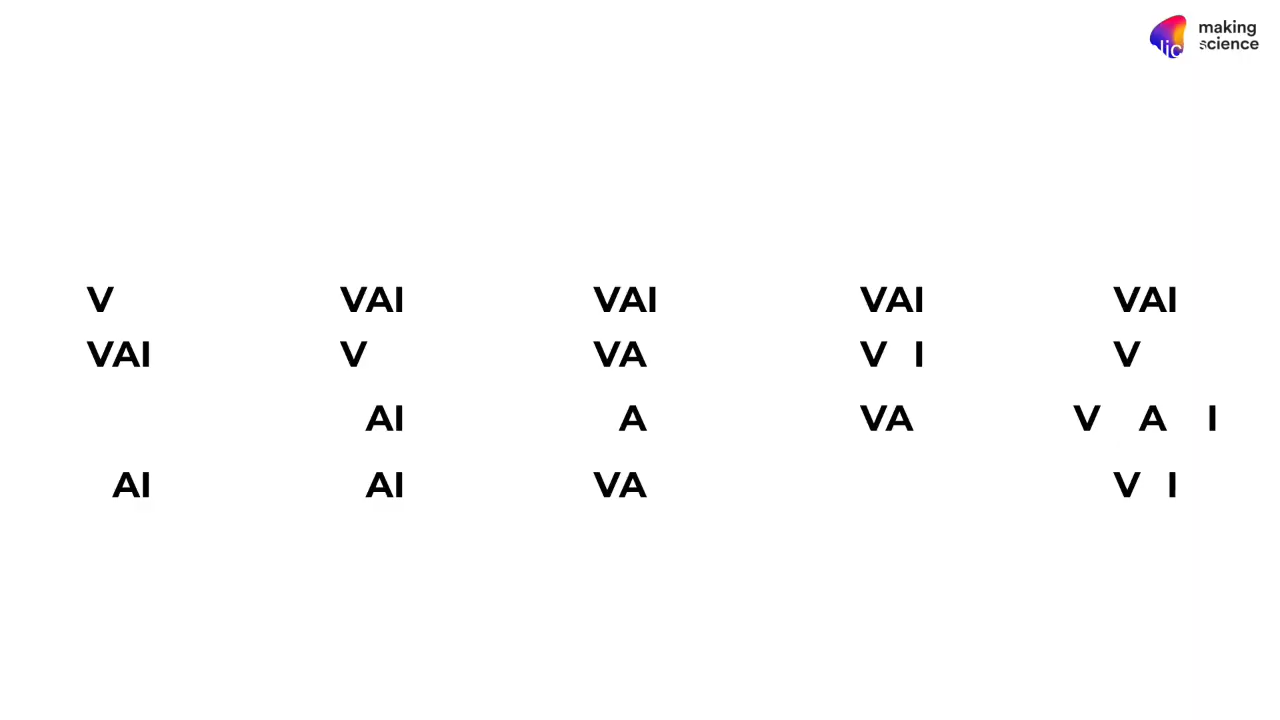 making
science
V VAI VAI VAI VAI
VAI V VA V I V
AI A VA V A I
AI AI VA V I